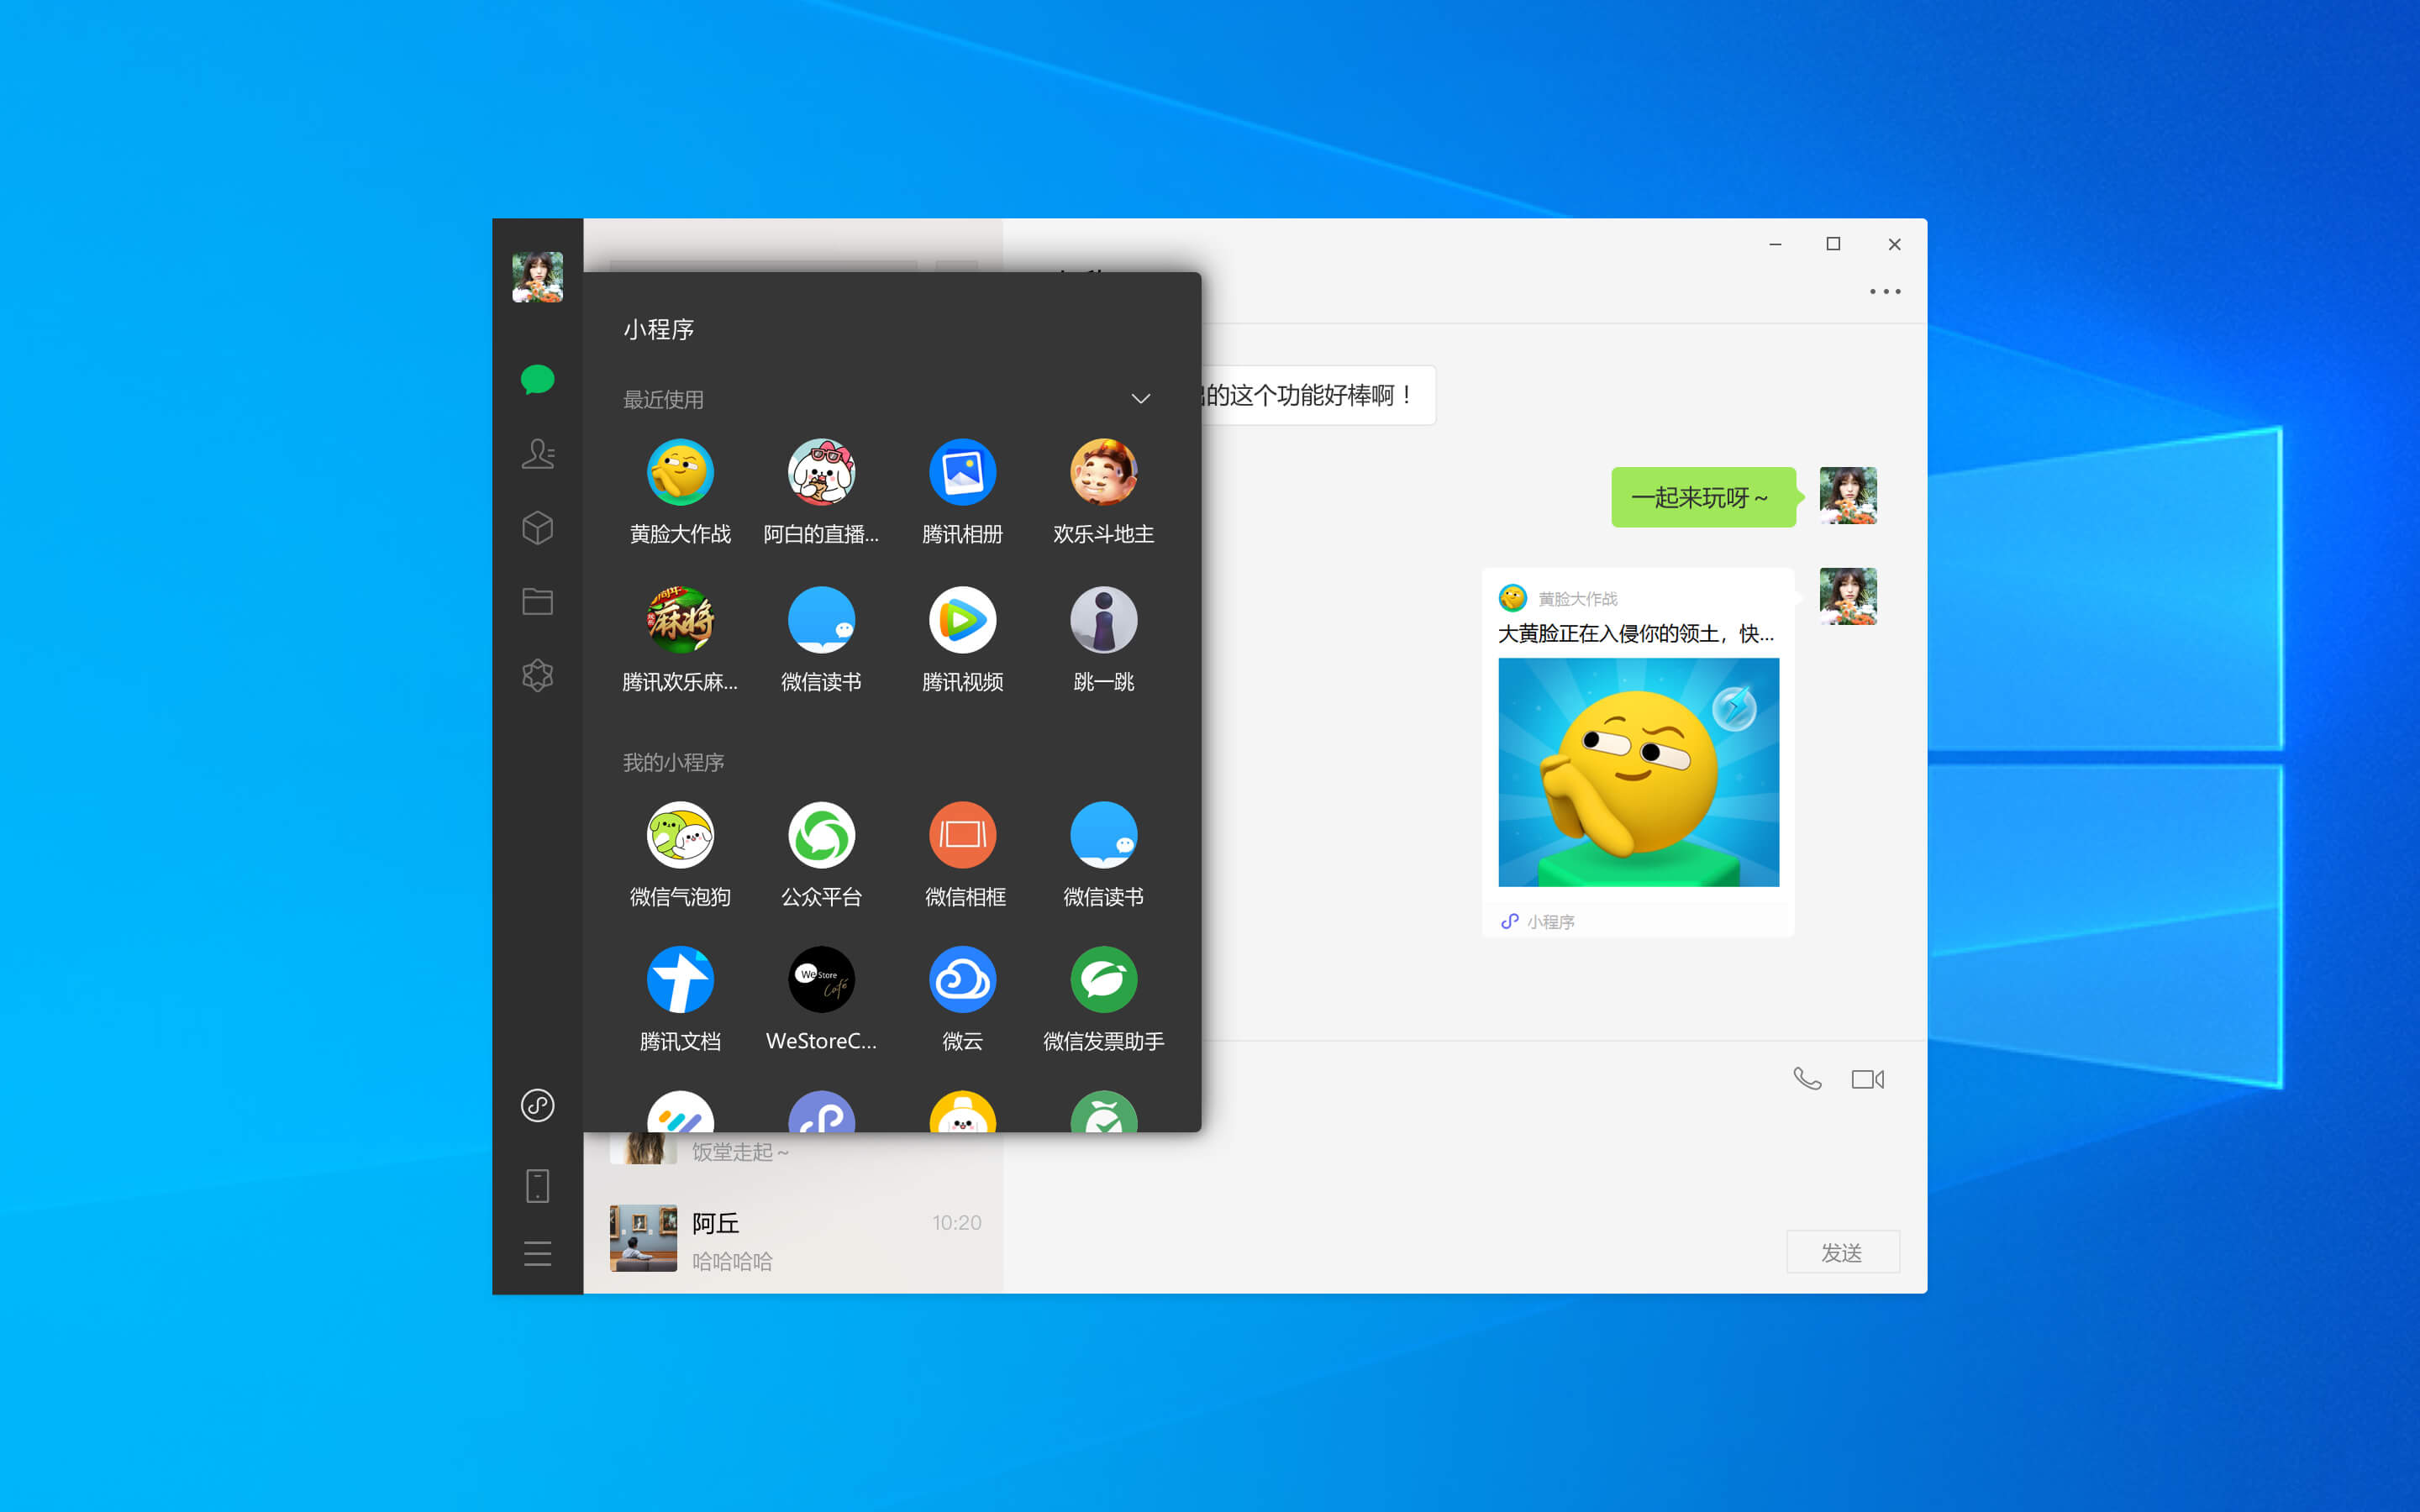 小程序
最近使用
黄脸大作战 阿白的直播... 腾讯相册 欢乐斗地主
麻将
腾讯欢乐麻... 微信读书 腾讯视频 跳一跳
我的小程序
微信气泡狗 公众平台 微信相框 微信读书
WeStore
Café
腾讯文档 WeStoreC... 微云 微信发票助手
饭堂走起~
阿丘 10:20
哈哈哈哈
的这个功能好棒啊！
一起来玩呀~
黄脸大作战
大黄脸正在入侵你的领土，快...
小程序
发送